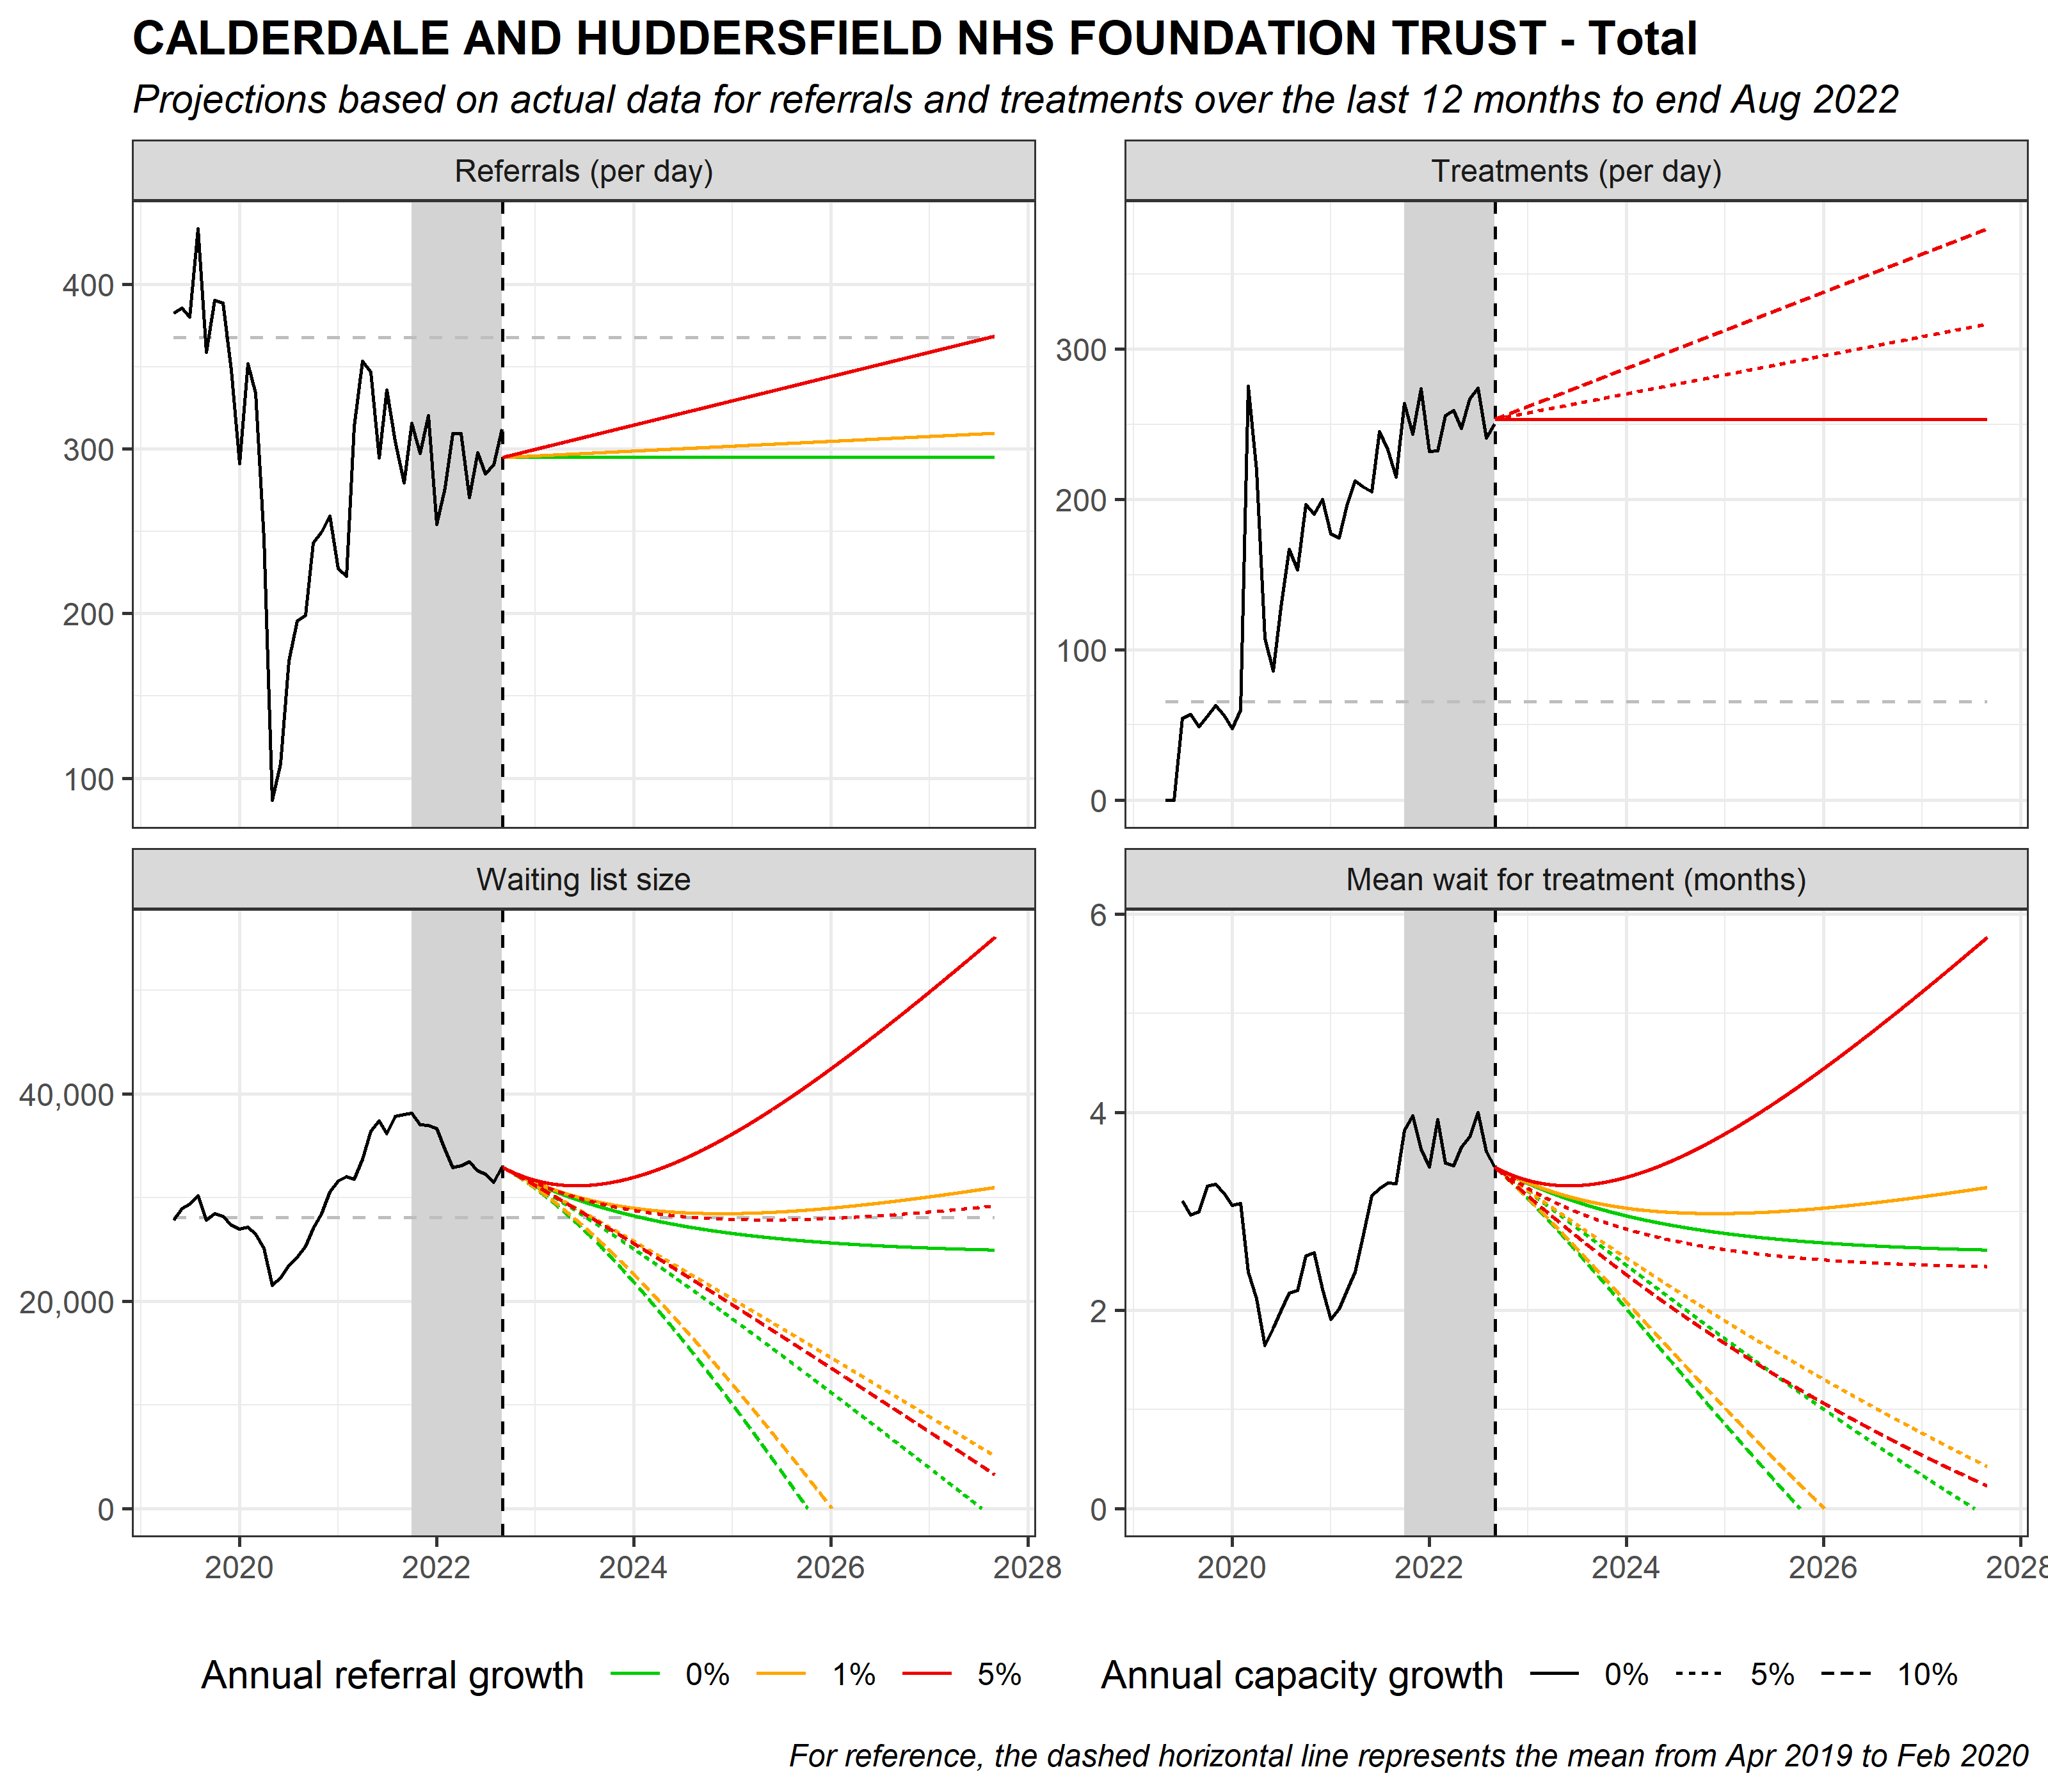 CALDERDALE AND HUDDERSFIELD NHS FOUNDATION TRUST - Total
Projections based on actual data for referrals and treatments over the last 12 months to end Aug 2022
Referrals (per day)
400
300
200
100
Treatments (per day)
300
200
100
0
Waiting list size
40,000
20,000
0
2020 2022 2024 2026 2028
Mean wait for treatment (months)
6
4
2
0
2020 2022 2024 2026 2028
Annual referral growth 0% 1% 5% Annual capacity growth 0% 5% 10%
For reference, the dashed horizontal line represents the mean from Apr 2019 to Feb 2020